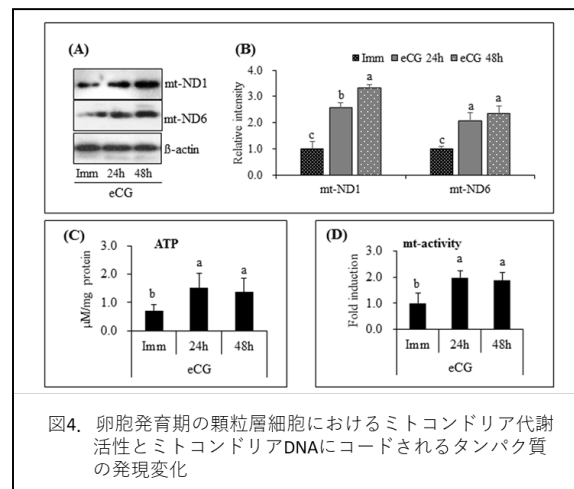 (A)
mt-ND1
mt-ND6
ß-actin
Imm 24h 48h
eCG
(B)
Imm eCG 24h eCG 48h
Relative intensity
4.0
3.0
2.0
1.0
0.0
c b a
c a a
mt-ND1 mt-ND6
(C)
ATP
µM/mg protein
3.0
2.0
1.0
0.0
b a a
Imm 24h 48h
eCG
(D)
mt-activity
Fold induction
4.0
3.0
2.0
1.0
0.0
b a a
Imm 24h 48h
eCG
図4. 卵胞発育期の顆粒層細胞におけるミトコンドリア代謝
活性とミトコンドリアDNAにコードされるタンパク質
の発現変化